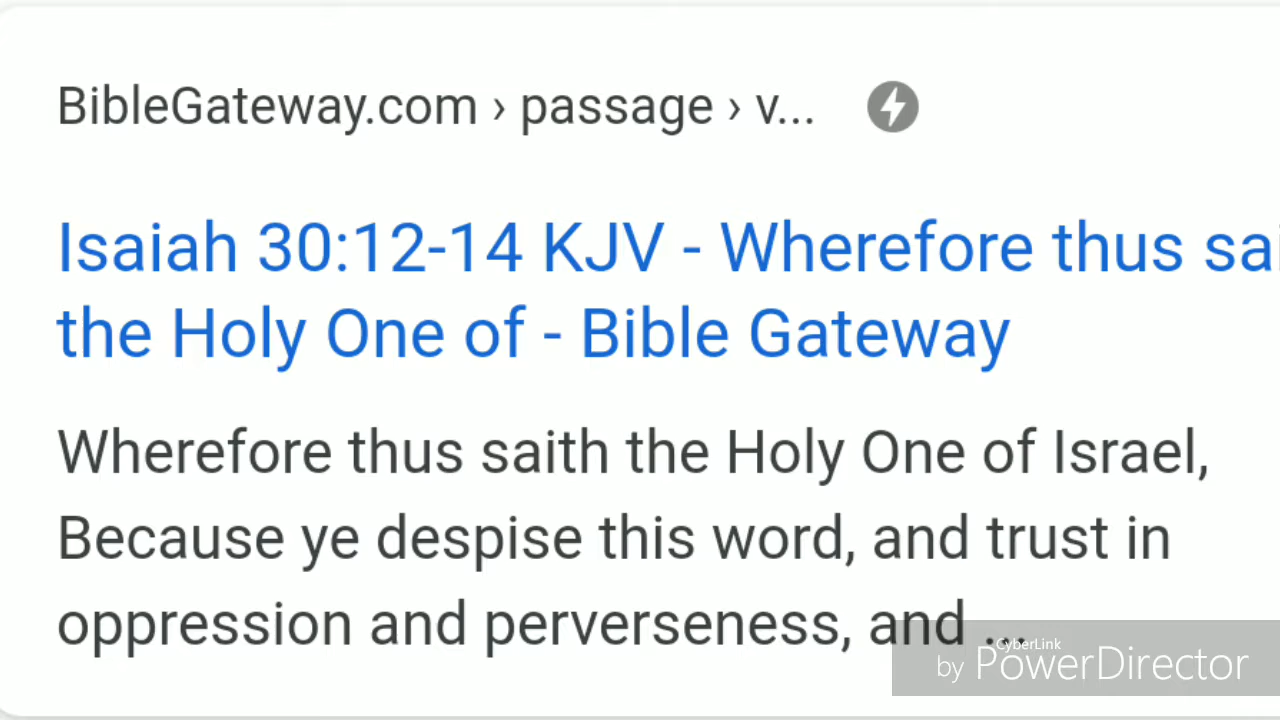 BibleGateway.com › passage › v...
Isaiah 30:12-14 KJV - Wherefore thus sai
the Holy One of - Bible Gateway
Wherefore thus saith the Holy One of Israel,
Because ye despise this word, and trust in
oppression and perverseness, and ...
CyberLink
by PowerDirector